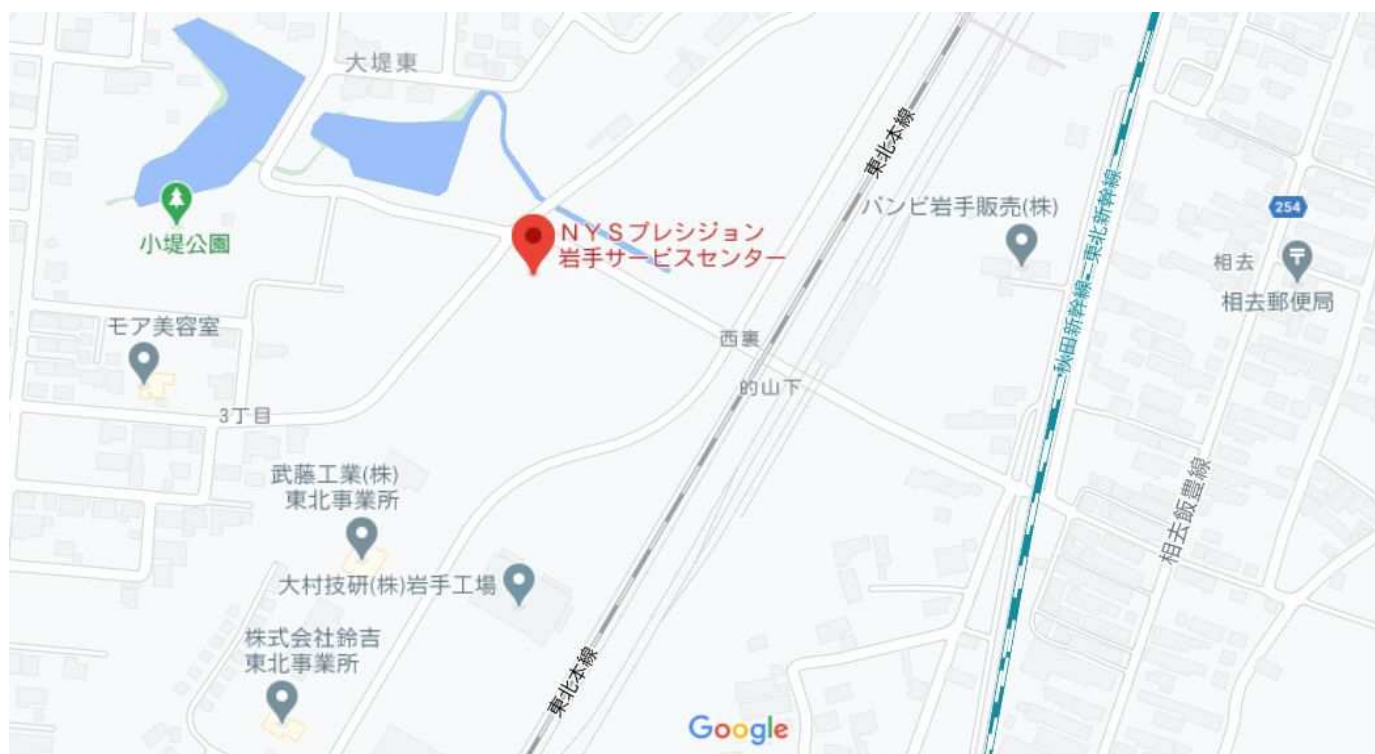 大堤東
東北本線
バンビ岩手販売(株)
254
ＮＹＳプレシジョン
岩手サービスセンター
小堤公園
相去
相去郵便局
秋田新幹線・東北新幹線
モア美容室
西裏
的山下
3丁目
武藤工業(株)
東北事業所
相去飯豊線
大村技研(株)岩手工場
株式会社鈴吉
東北事業所
東北本線
Google